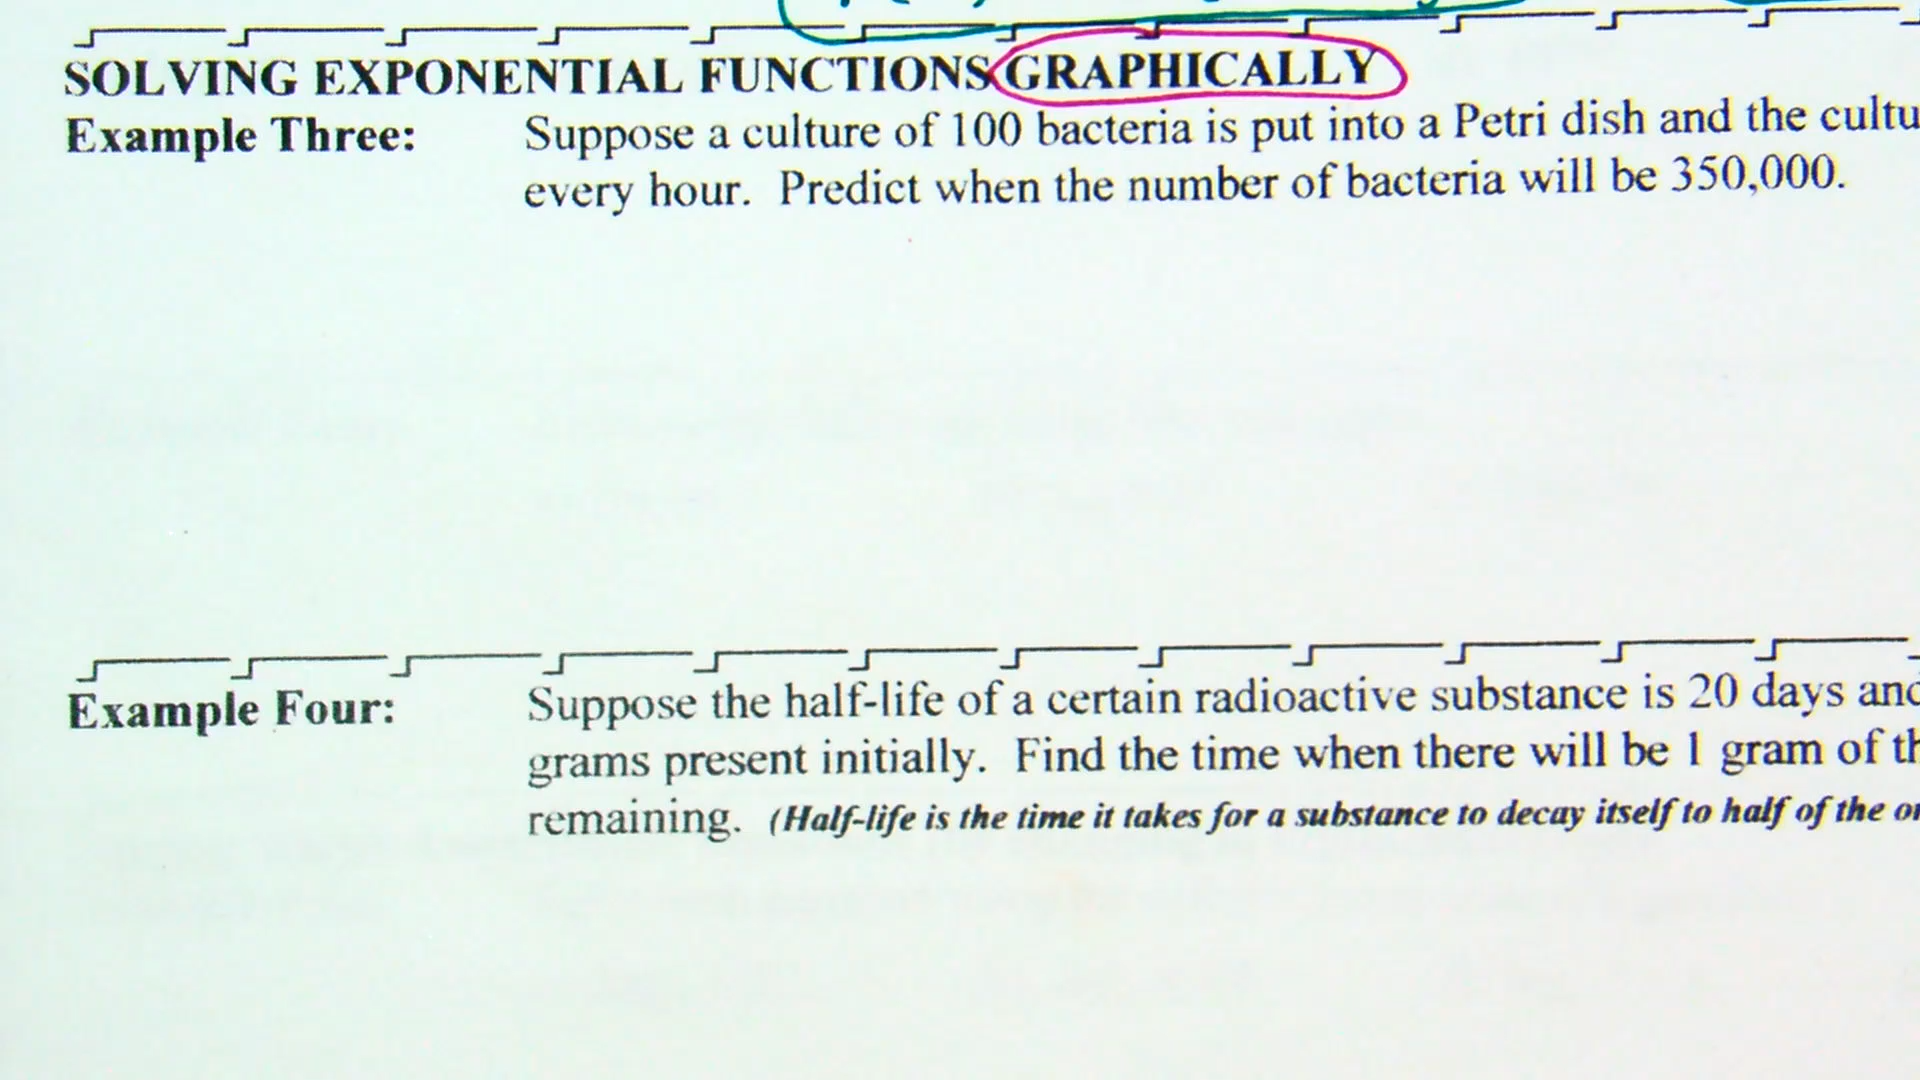 SOLVING EXPONENTIAL FUNCTIONS GRAPHICALLY
Example Three: Suppose a culture of 100 bacteria is put into a Petri dish and the cultu
every hour. Predict when the number of bacteria will be 350,000.
Example Four: Suppose the half-life of a certain radioactive substance is 20 days and
grams present initially. Find the time when there will be 1 gram of th
remaining. (Half-life is the time it takes for a substance to decay itself to half of the or